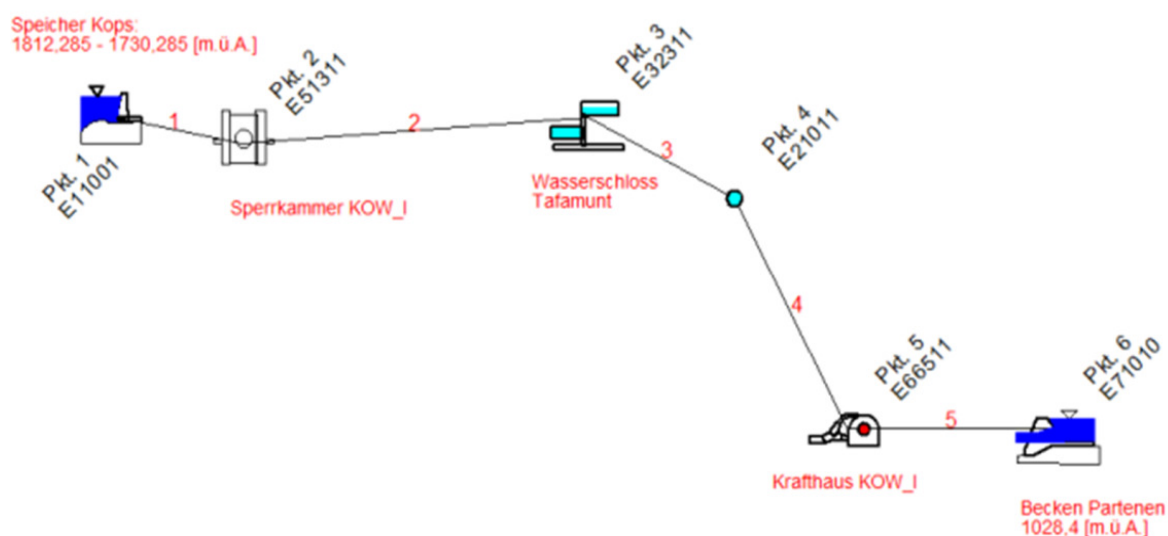 Speicher Kops:
1812,285 - 1730,285 [m.ü.A.]
Pkt. 1
E11001
1
Pkt. 2
E51311
Sperrkammer KOW_I
2
Pkt. 3
E32311
Wasserschloss
Tafamunt
3
Pkt. 4
E21011
4
Pkt. 5
E66511
Krafthaus KOW_I
5
Pkt. 6
E71010
Becken Partenen
1028,4 [m.ü.A.]